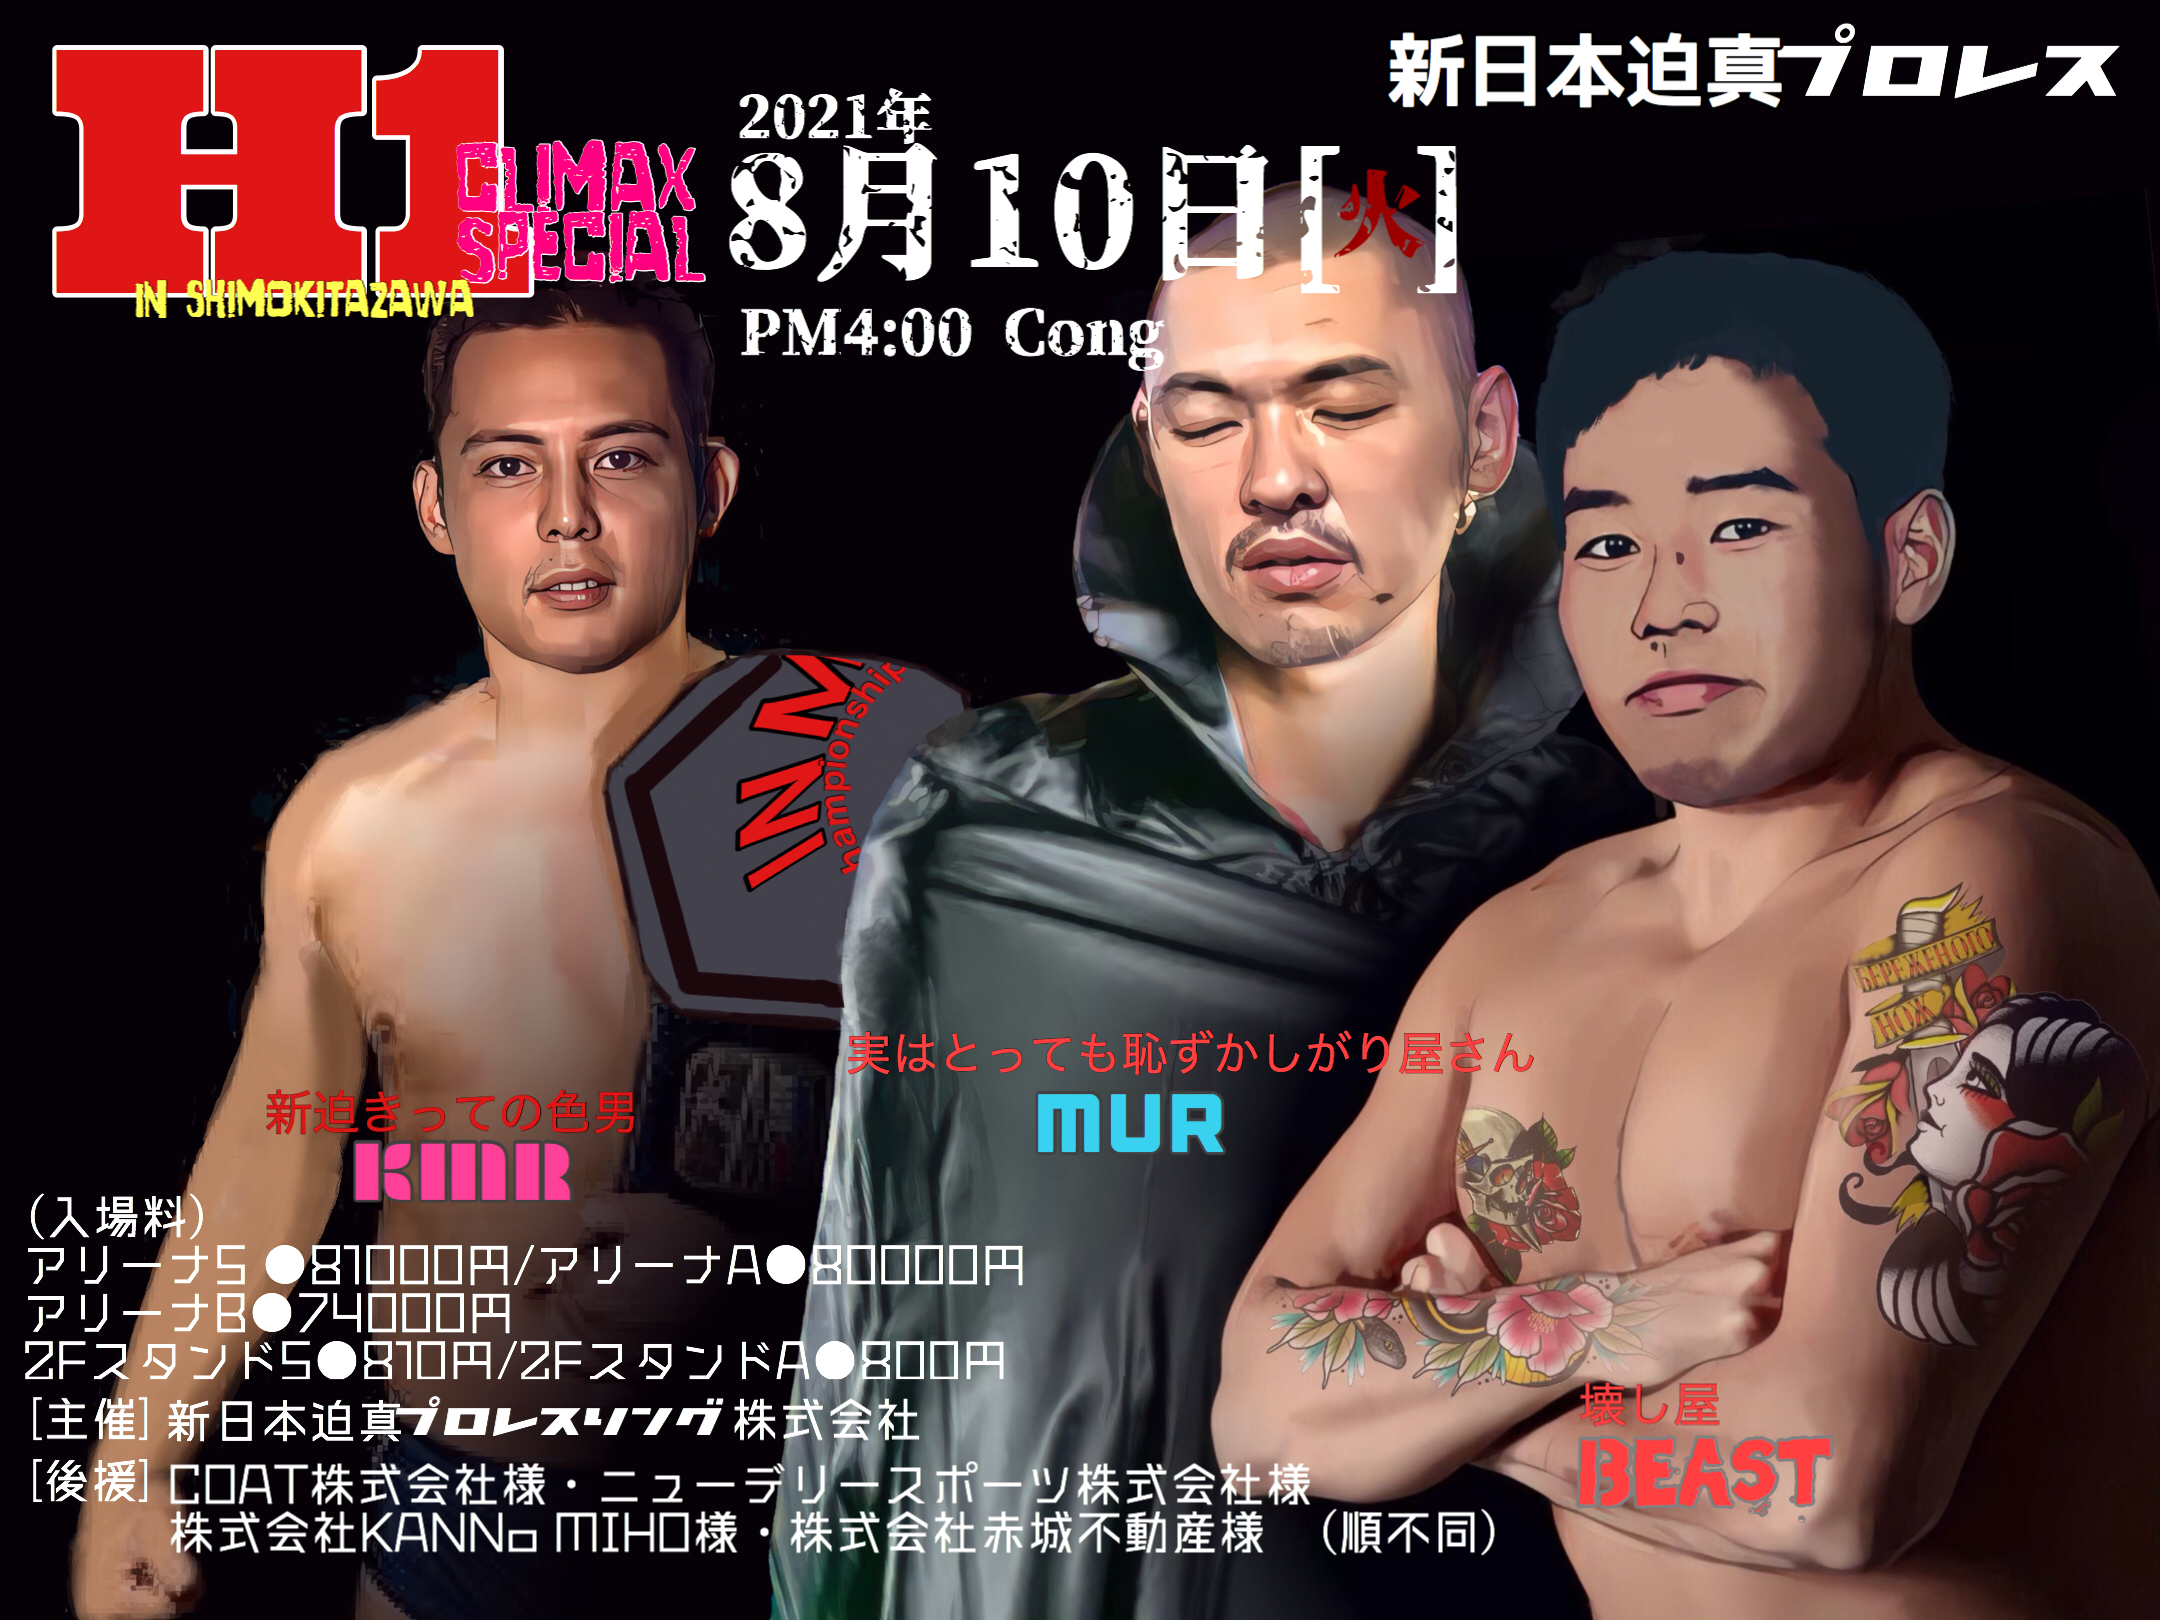 H1
CLIMAX
SPECIAL
IN SHIMOKITAZAWA
新日本迫真プロレス
2021年
8月10日[火]
PM4:00 Cong
INM
hampionship
БЕРЕЖЕНОГО
НОЖ
実はとっても恥ずかしがり屋さん
MUR
新迫きっての色男
KMR
壊し屋
BEAST
(入場料)
アリーナS ●81000円/アリーナA●80000円
アリーナB●74000円
2FスタンドS●810円/2FスタンドA●800円
[主催] 新日本迫真プロレスリング 株式会社
[後援] COAT株式会社様・ニューデリースポーツ株式会社様
株式会社KANNo MIHO様・株式会社赤城不動産様 (順不同)